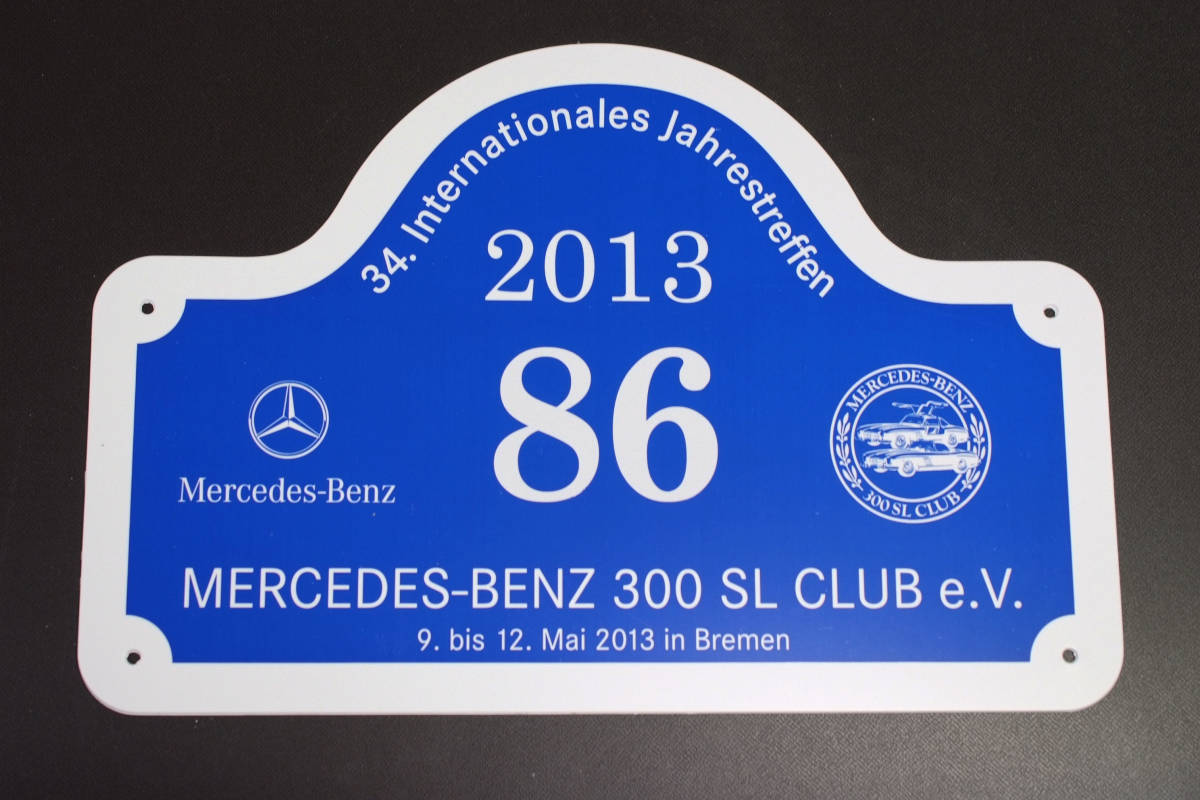 34. Internationales Jahrestreffen
2013
86
Mercedes-Benz
MERCEDES-BENZ
300 SL CLUB
MERCEDES-BENZ 300 SL CLUB e.V.
9. bis 12. Mai 2013 in Bremen